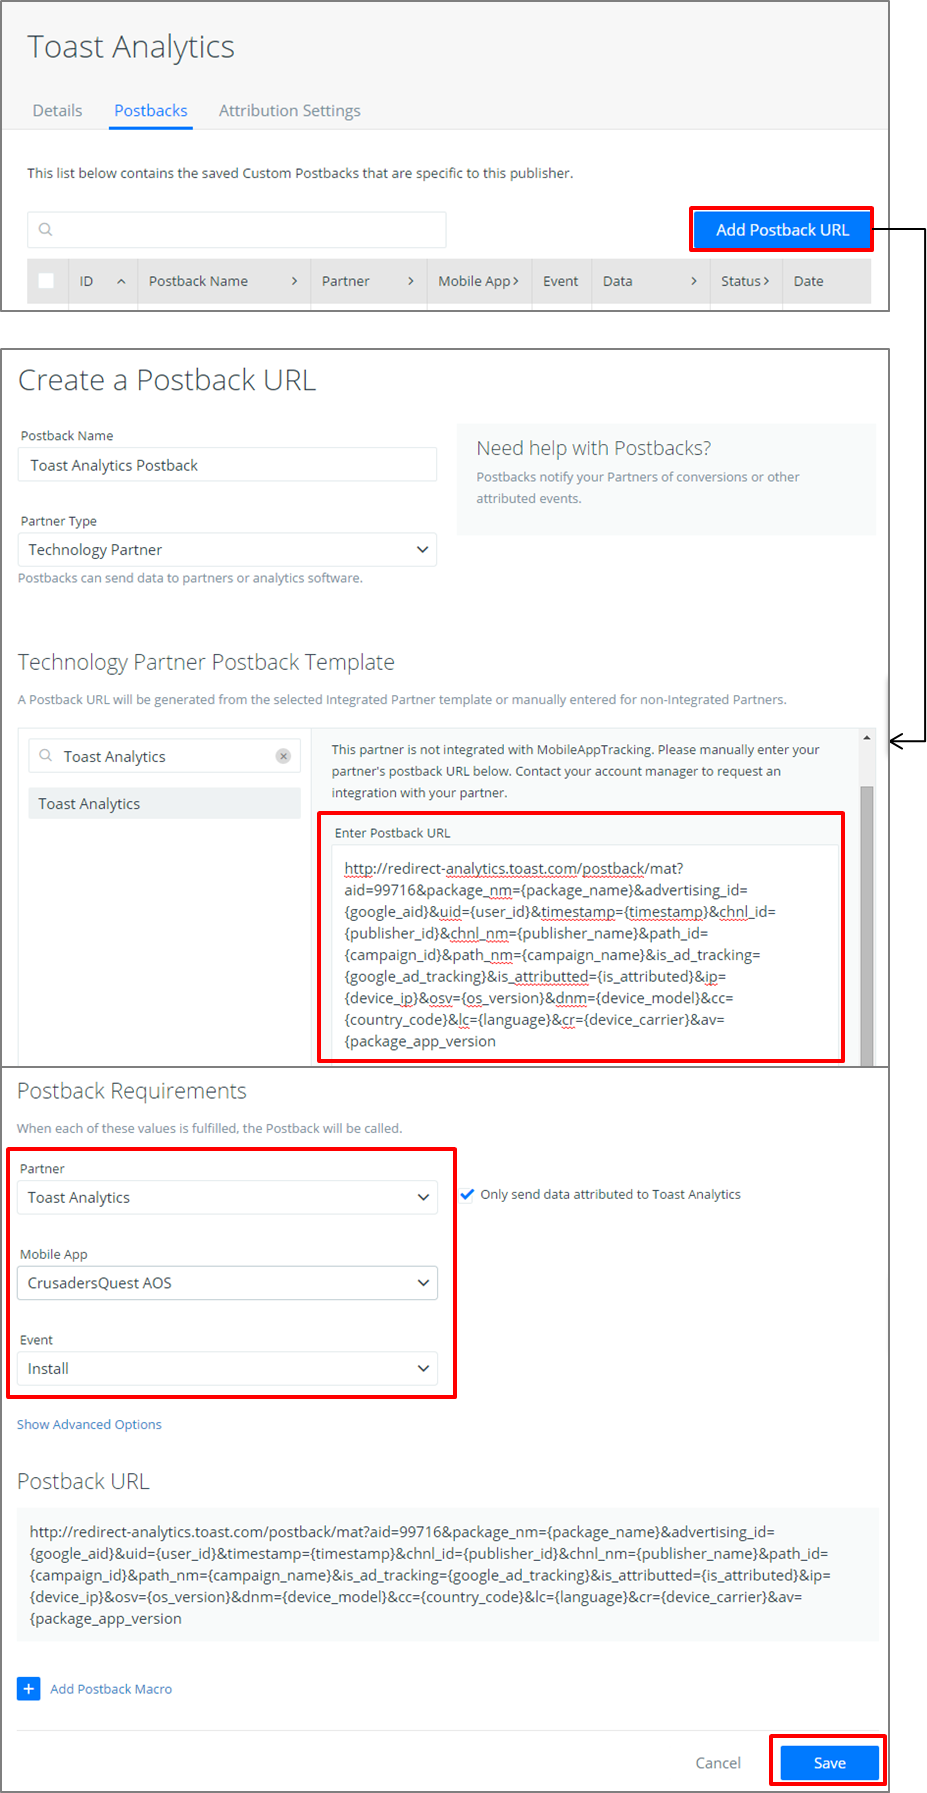 Toast Analytics
Details Postbacks Attribution Settings
This list below contains the saved Custom Postbacks that are specific to this publisher.
Add Postback URL
ID Postback Name Partner Mobile App Event Data Status Date
Create a Postback URL
Postback Name
Toast Analytics Postback
Need help with Postbacks?
Postbacks notify your Partners of conversions or other
attributed events.
Partner Type
Technology Partner
Postbacks can send data to partners or analytics software.
Technology Partner Postback Template
A Postback URL will be generated from the selected Integrated Partner template or manually entered for non-Integrated Partners.
Toast Analytics
Toast Analytics
This partner is not integrated with MobileAppTracking. Please manually enter your
partner's postback URL below. Contact your account manager to request an
integration with your partner.
Enter Postback URL
http://redirect-analytics.toast.com/postback/mat?
aid=99716&package_nm={package_name}&advertising_id=
{google_aid}&uid={user_id}&timestamp={timestamp}&chnl_id=
{publisher_id}&chnl_nm={publisher_name}&path_id=
{campaign_id}&path_nm={campaign_name}&is_ad_tracking=
{google_ad_tracking}&is_attributted={is_attributed}&ip=
{device_ip}&osv={os_version}&dnm={device_model}&cc=
{country_code}&lc={language}&cr={device_carrier}&av=
{package_app_version
Postback Requirements
When each of these values is fulfilled, the Postback will be called.
Partner
Toast Analytics
Only send data attributed to Toast Analytics
Mobile App
CrusadersQuest AOS
Event
Install
Show Advanced Options
Postback URL
http://redirect-analytics.toast.com/postback/mat?aid=99716&package_nm={package_name}&advertising_id=
{google_aid}&uid={user_id}&timestamp={timestamp}&chnl_id={publisher_id}&chnl_nm={publisher_name}&path_id=
{campaign_id}&path_nm={campaign_name}&is_ad_tracking={google_ad_tracking}&is_attributted={is_attributed}&ip=
{device_ip}&osv={os_version}&dnm={device_model}&cc={country_code}&lc={language}&cr={device_carrier}&av=
{package_app_version
Add Postback Macro
Cancel Save